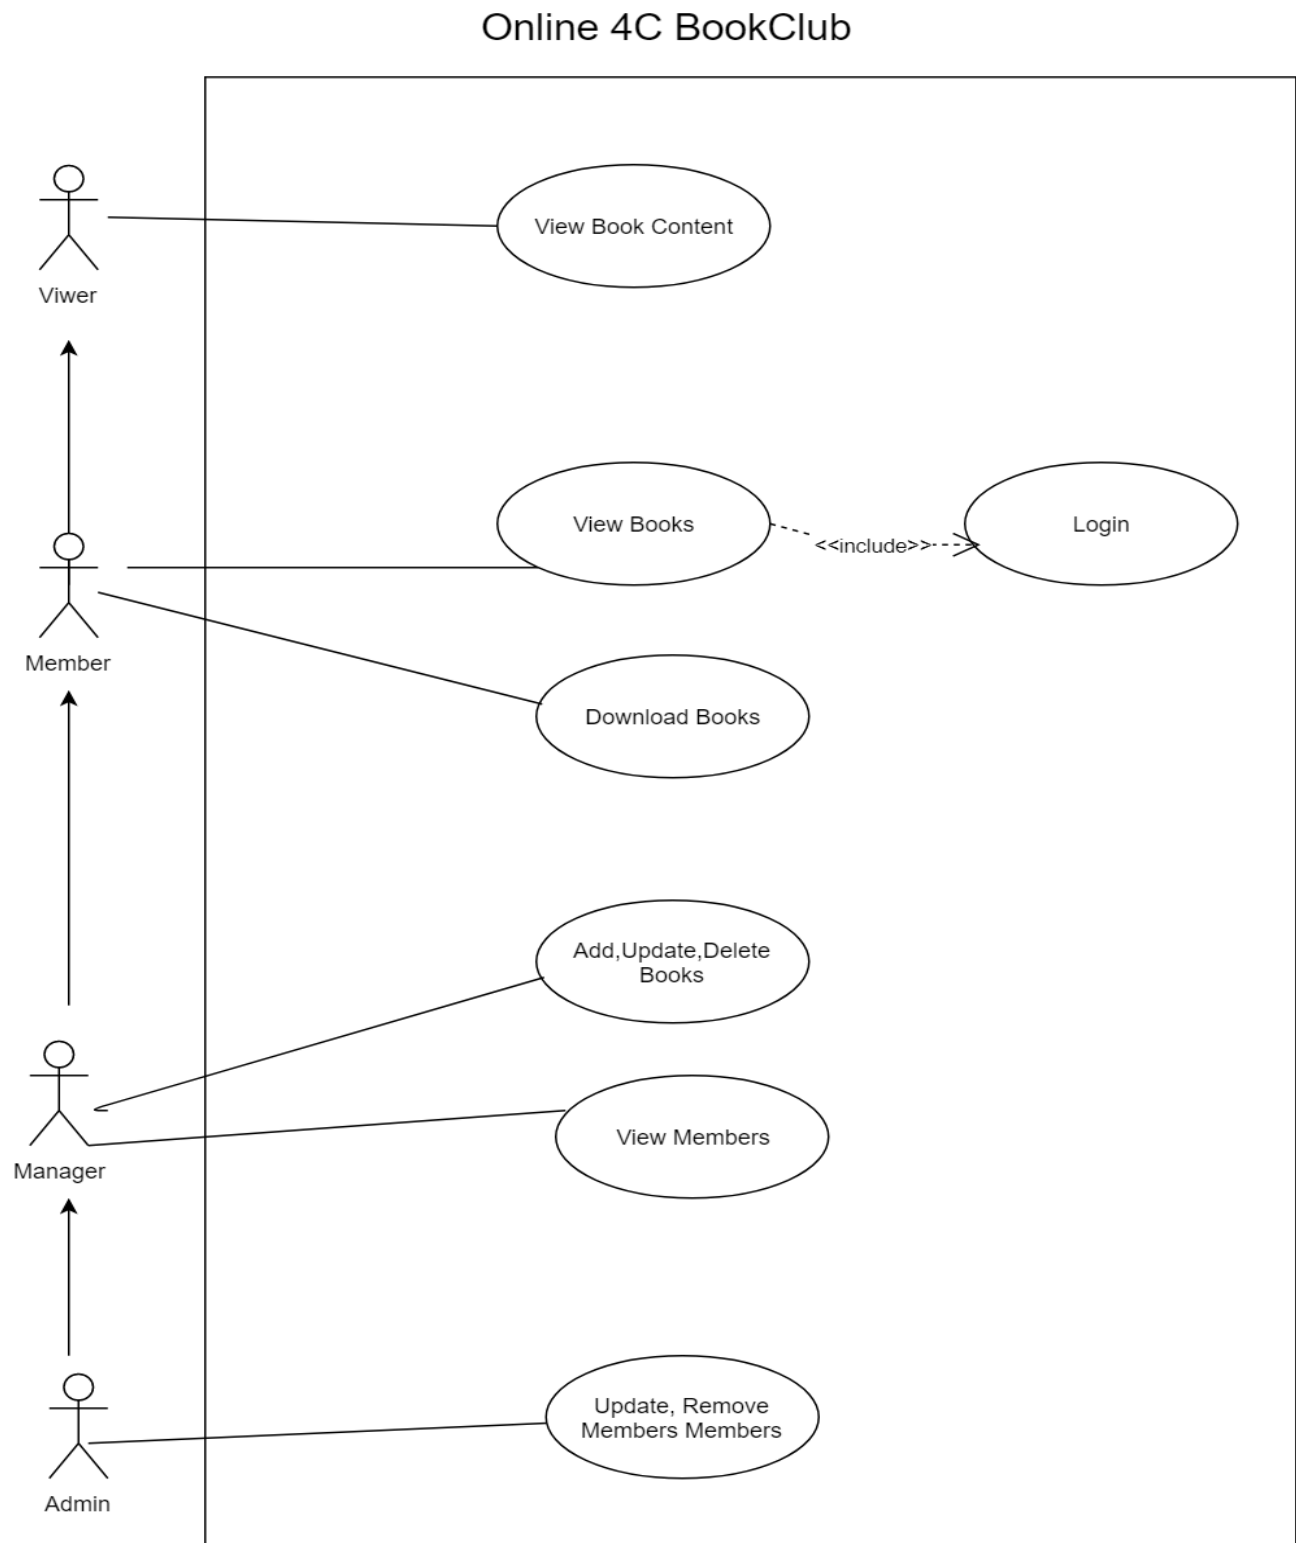 Online 4C BookClub
View Book Content
Viwer
View Books
<<include>>
Login
Member
Download Books
Add,Update,Delete
Books
View Members
Manager
Update, Remove
Members Members
Admin